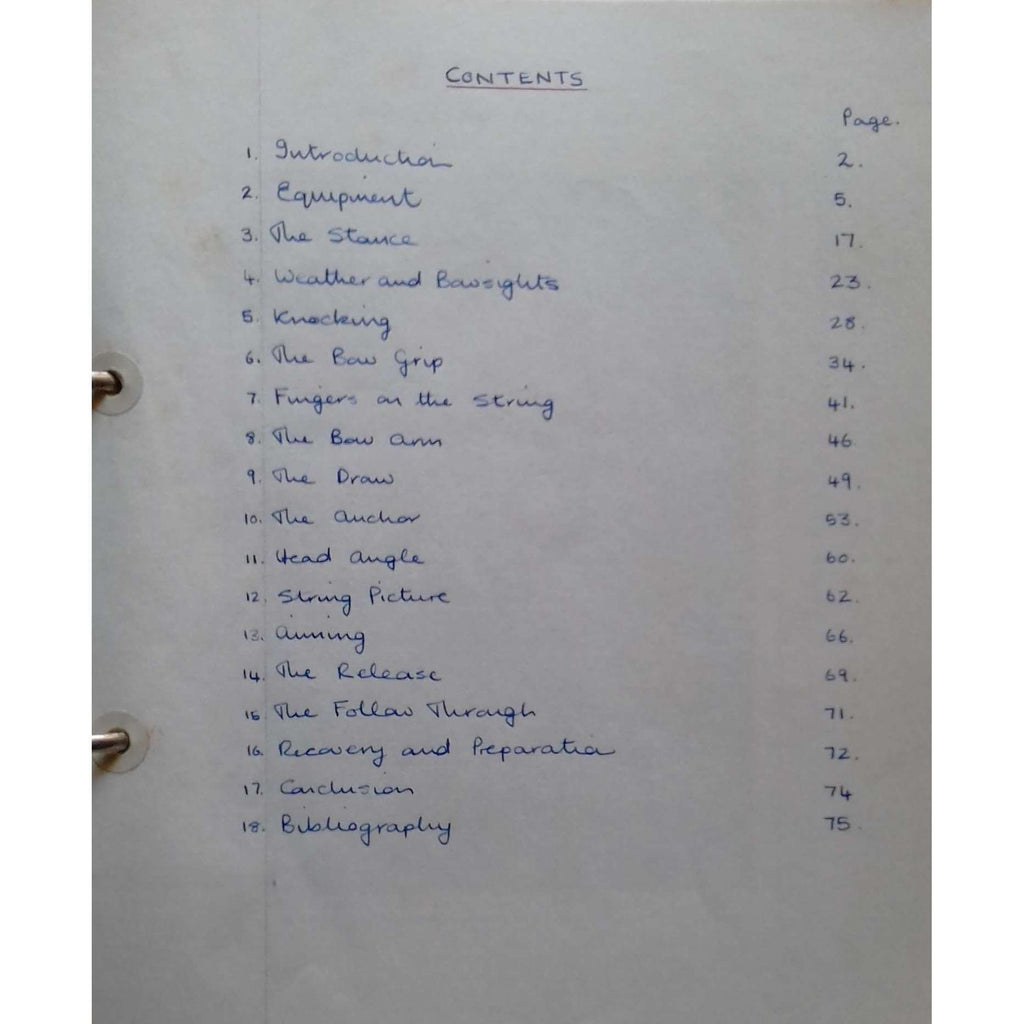 CONTENTS
Page.
1. Introduction 2.
2. Equipment 5.
3. The Stance 17.
4. Weather and Bowsights 23.
5. Knocking 28.
6. The Bow Grip 34.
7. Fingers on the String 41.
8. The Bow Arm 46
9. The Draw 49.
10. The Anchor 53.
11. Head Angle 60.
12. String Picture 62.
13. Aiming 66.
14. The Release 69.
15. The Follow Through 71.
16. Recovery and Preparation 72.
17. Conclusion 74
18. Bibliography 75.